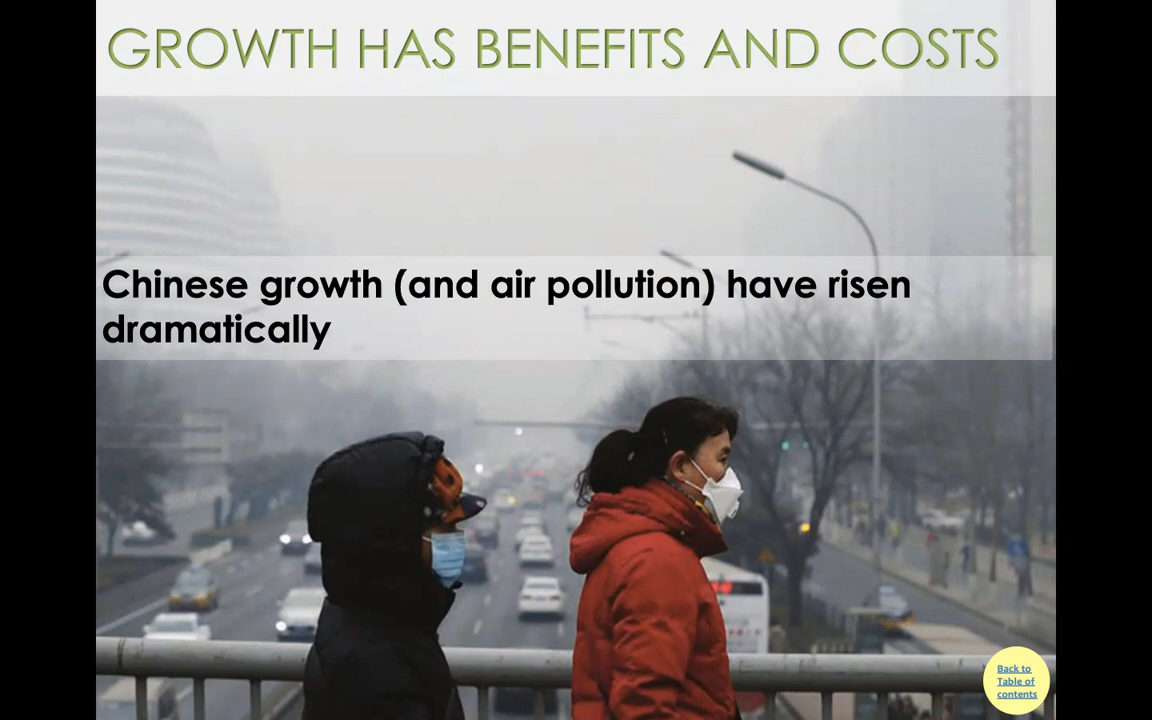 GROWTH HAS BENEFITS AND COSTS
Chinese growth (and air pollution) have risen
dramatically
Back to
Table of
contents